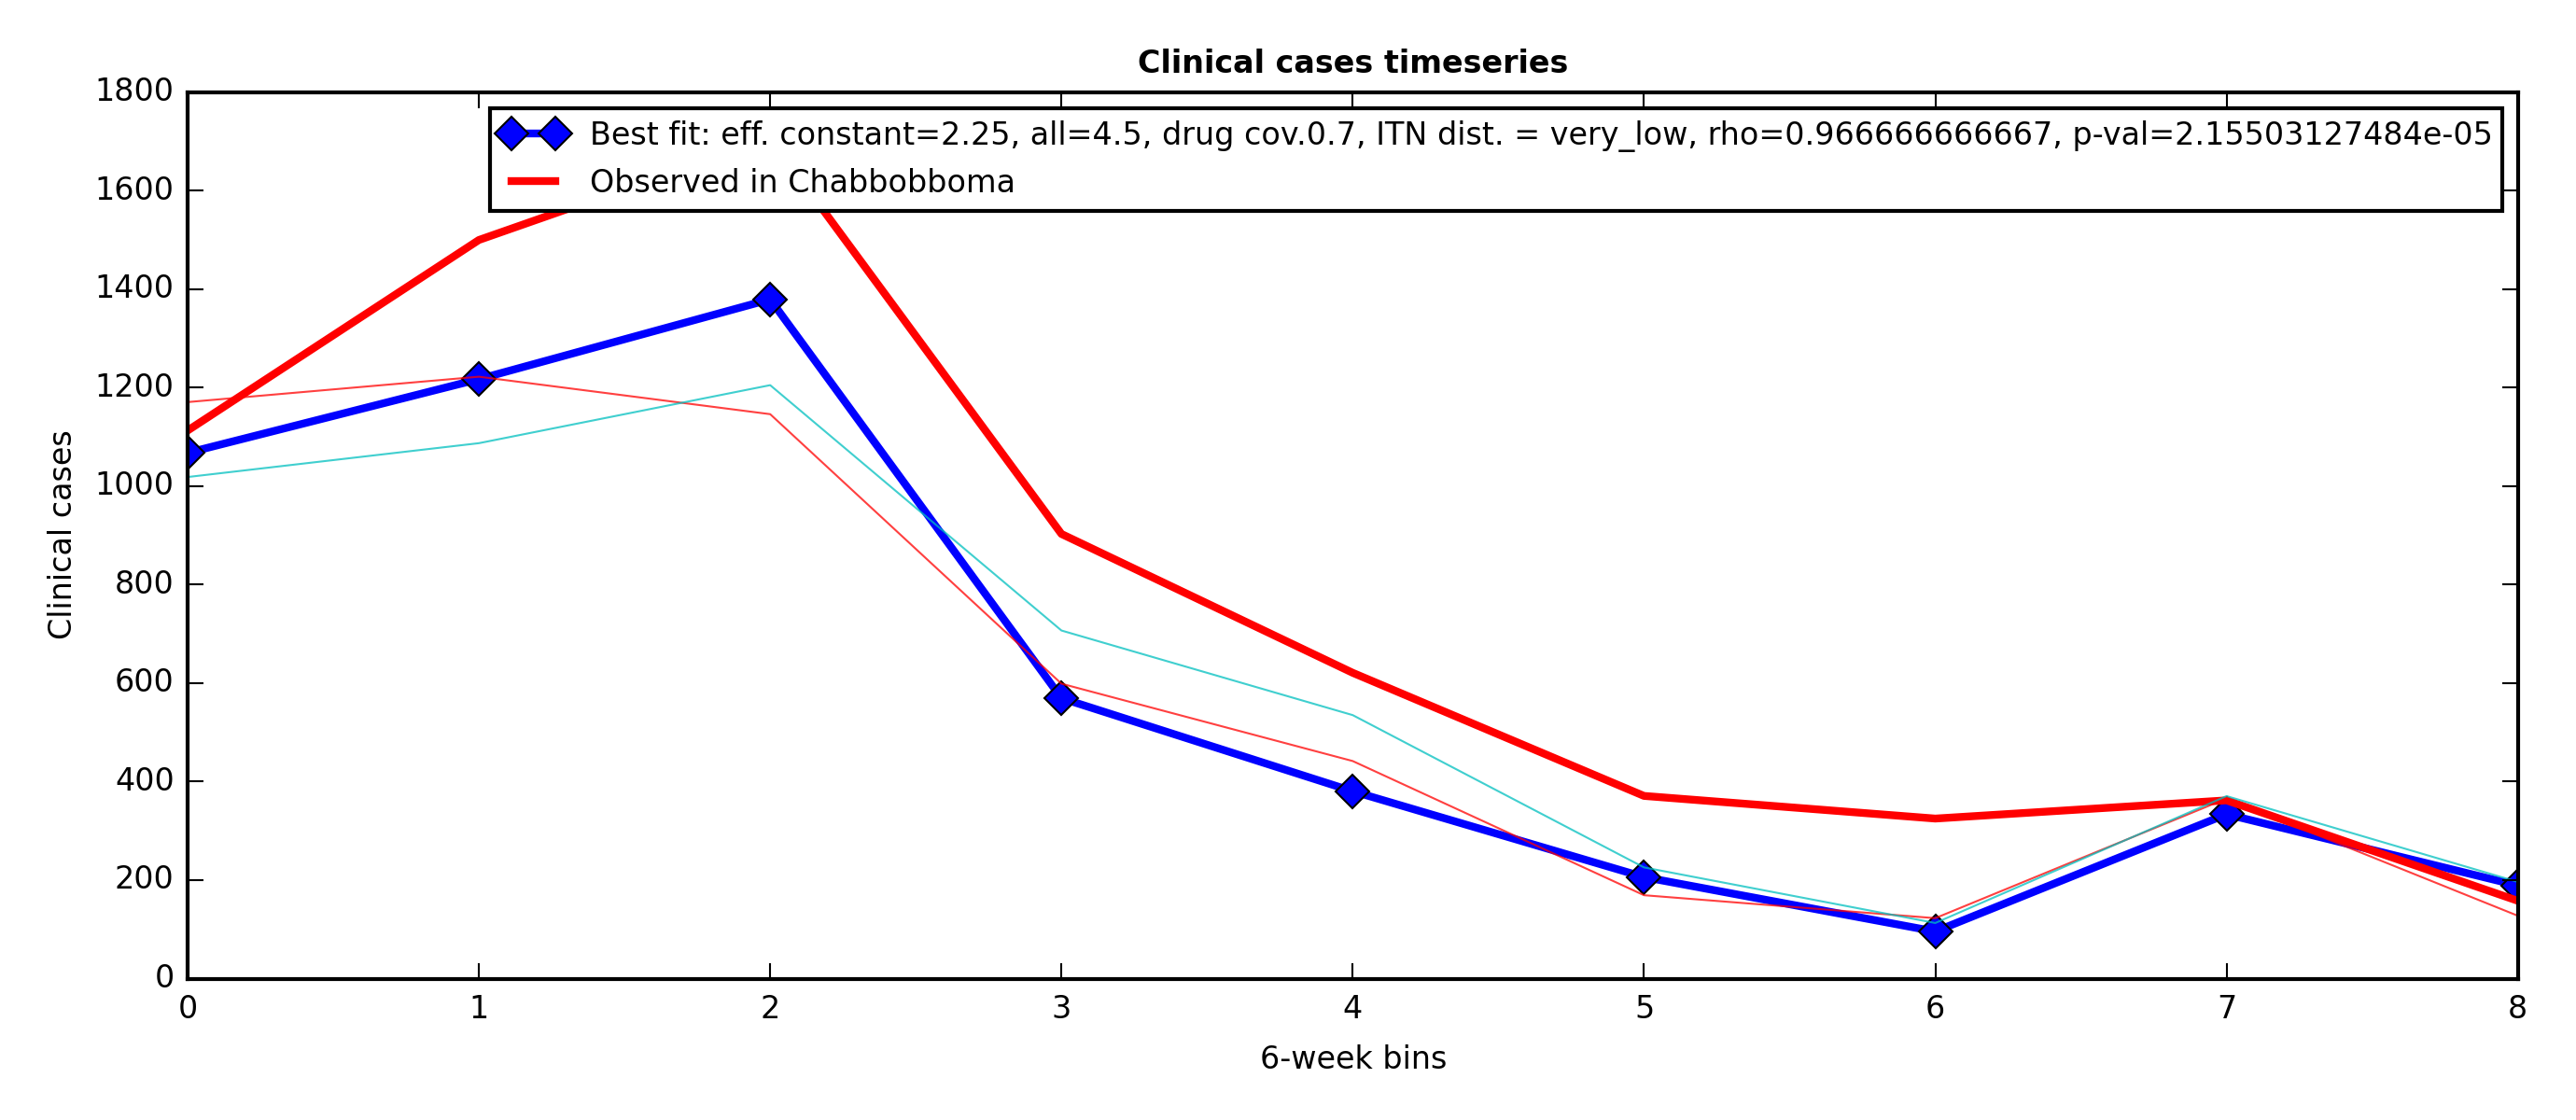 Clinical cases timeseries
1800
1600
1400
1200
1000
800
600
400
200
0
Clinical cases
Best fit: eff. constant=2.25, all=4.5, drug cov.0.7, ITN dist. = very_low, rho=0.966666666667, p-val=2.15503127484e-05
Observed in Chabbobboma
0 1 2 3 4 5 6 7 8
6-week bins